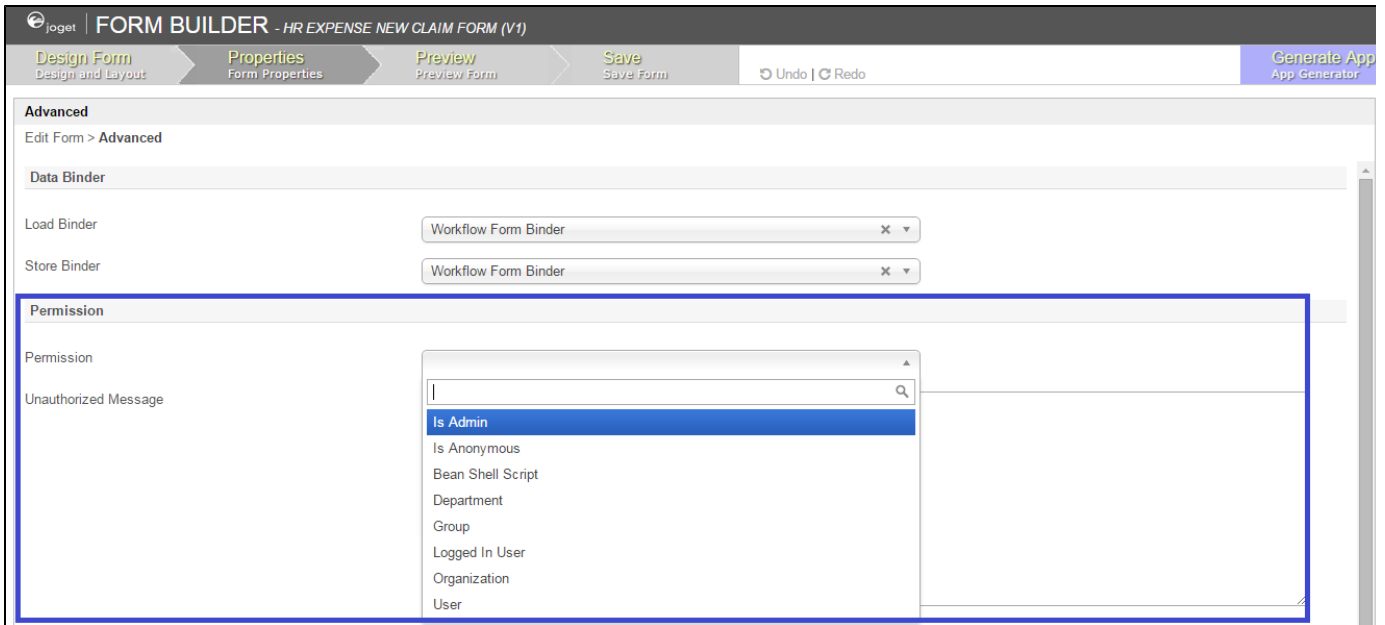 joget | FORM BUILDER - HR EXPENSE NEW CLAIM FORM (V1)
Design Form Properties Preview Save Generate App
Design and Layout Form Properties Preview Form Save Form Undo | Redo App Generator
Advanced
Edit Form > Advanced
Data Binder
Load Binder Workflow Form Binder
Store Binder Workflow Form Binder
Permission
Permission
Unauthorized Message
Is Admin
Is Anonymous
Bean Shell Script
Department
Group
Logged In User
Organization
User